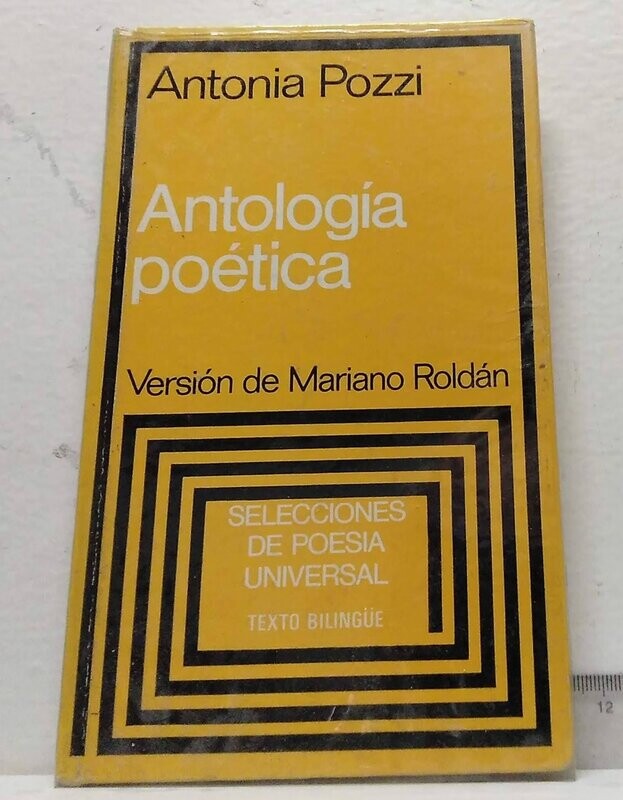 Antonia Pozzi
Antología
poética
Versión de Mariano Roldán
SELECCIONES
DE POESIA
UNIVERSAL
TEXTO BILINGÜE
12